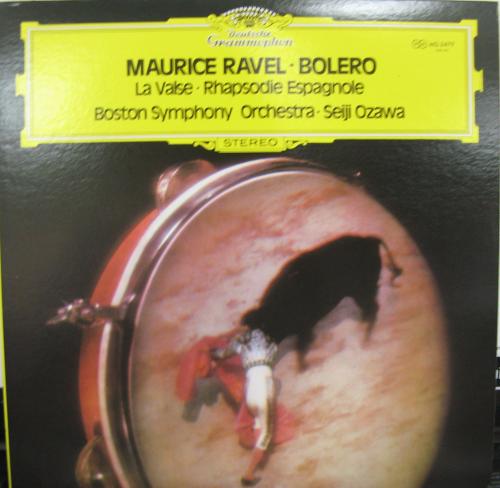 Deutsche
Grammophon
MAURICE RAVEL · BOLERO
La Valse · Rhapsodie Espagnole
Boston Symphony Orchestra · Seiji Ozawa
STEREO